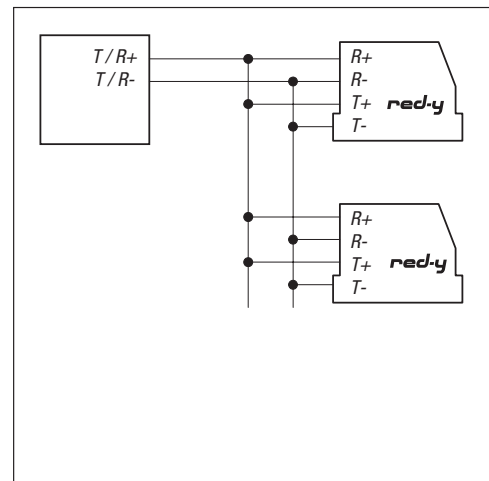 T/R+
T/R-
R+
R-
T+ red-y
T-
R+
R-
T+ red-y
T-